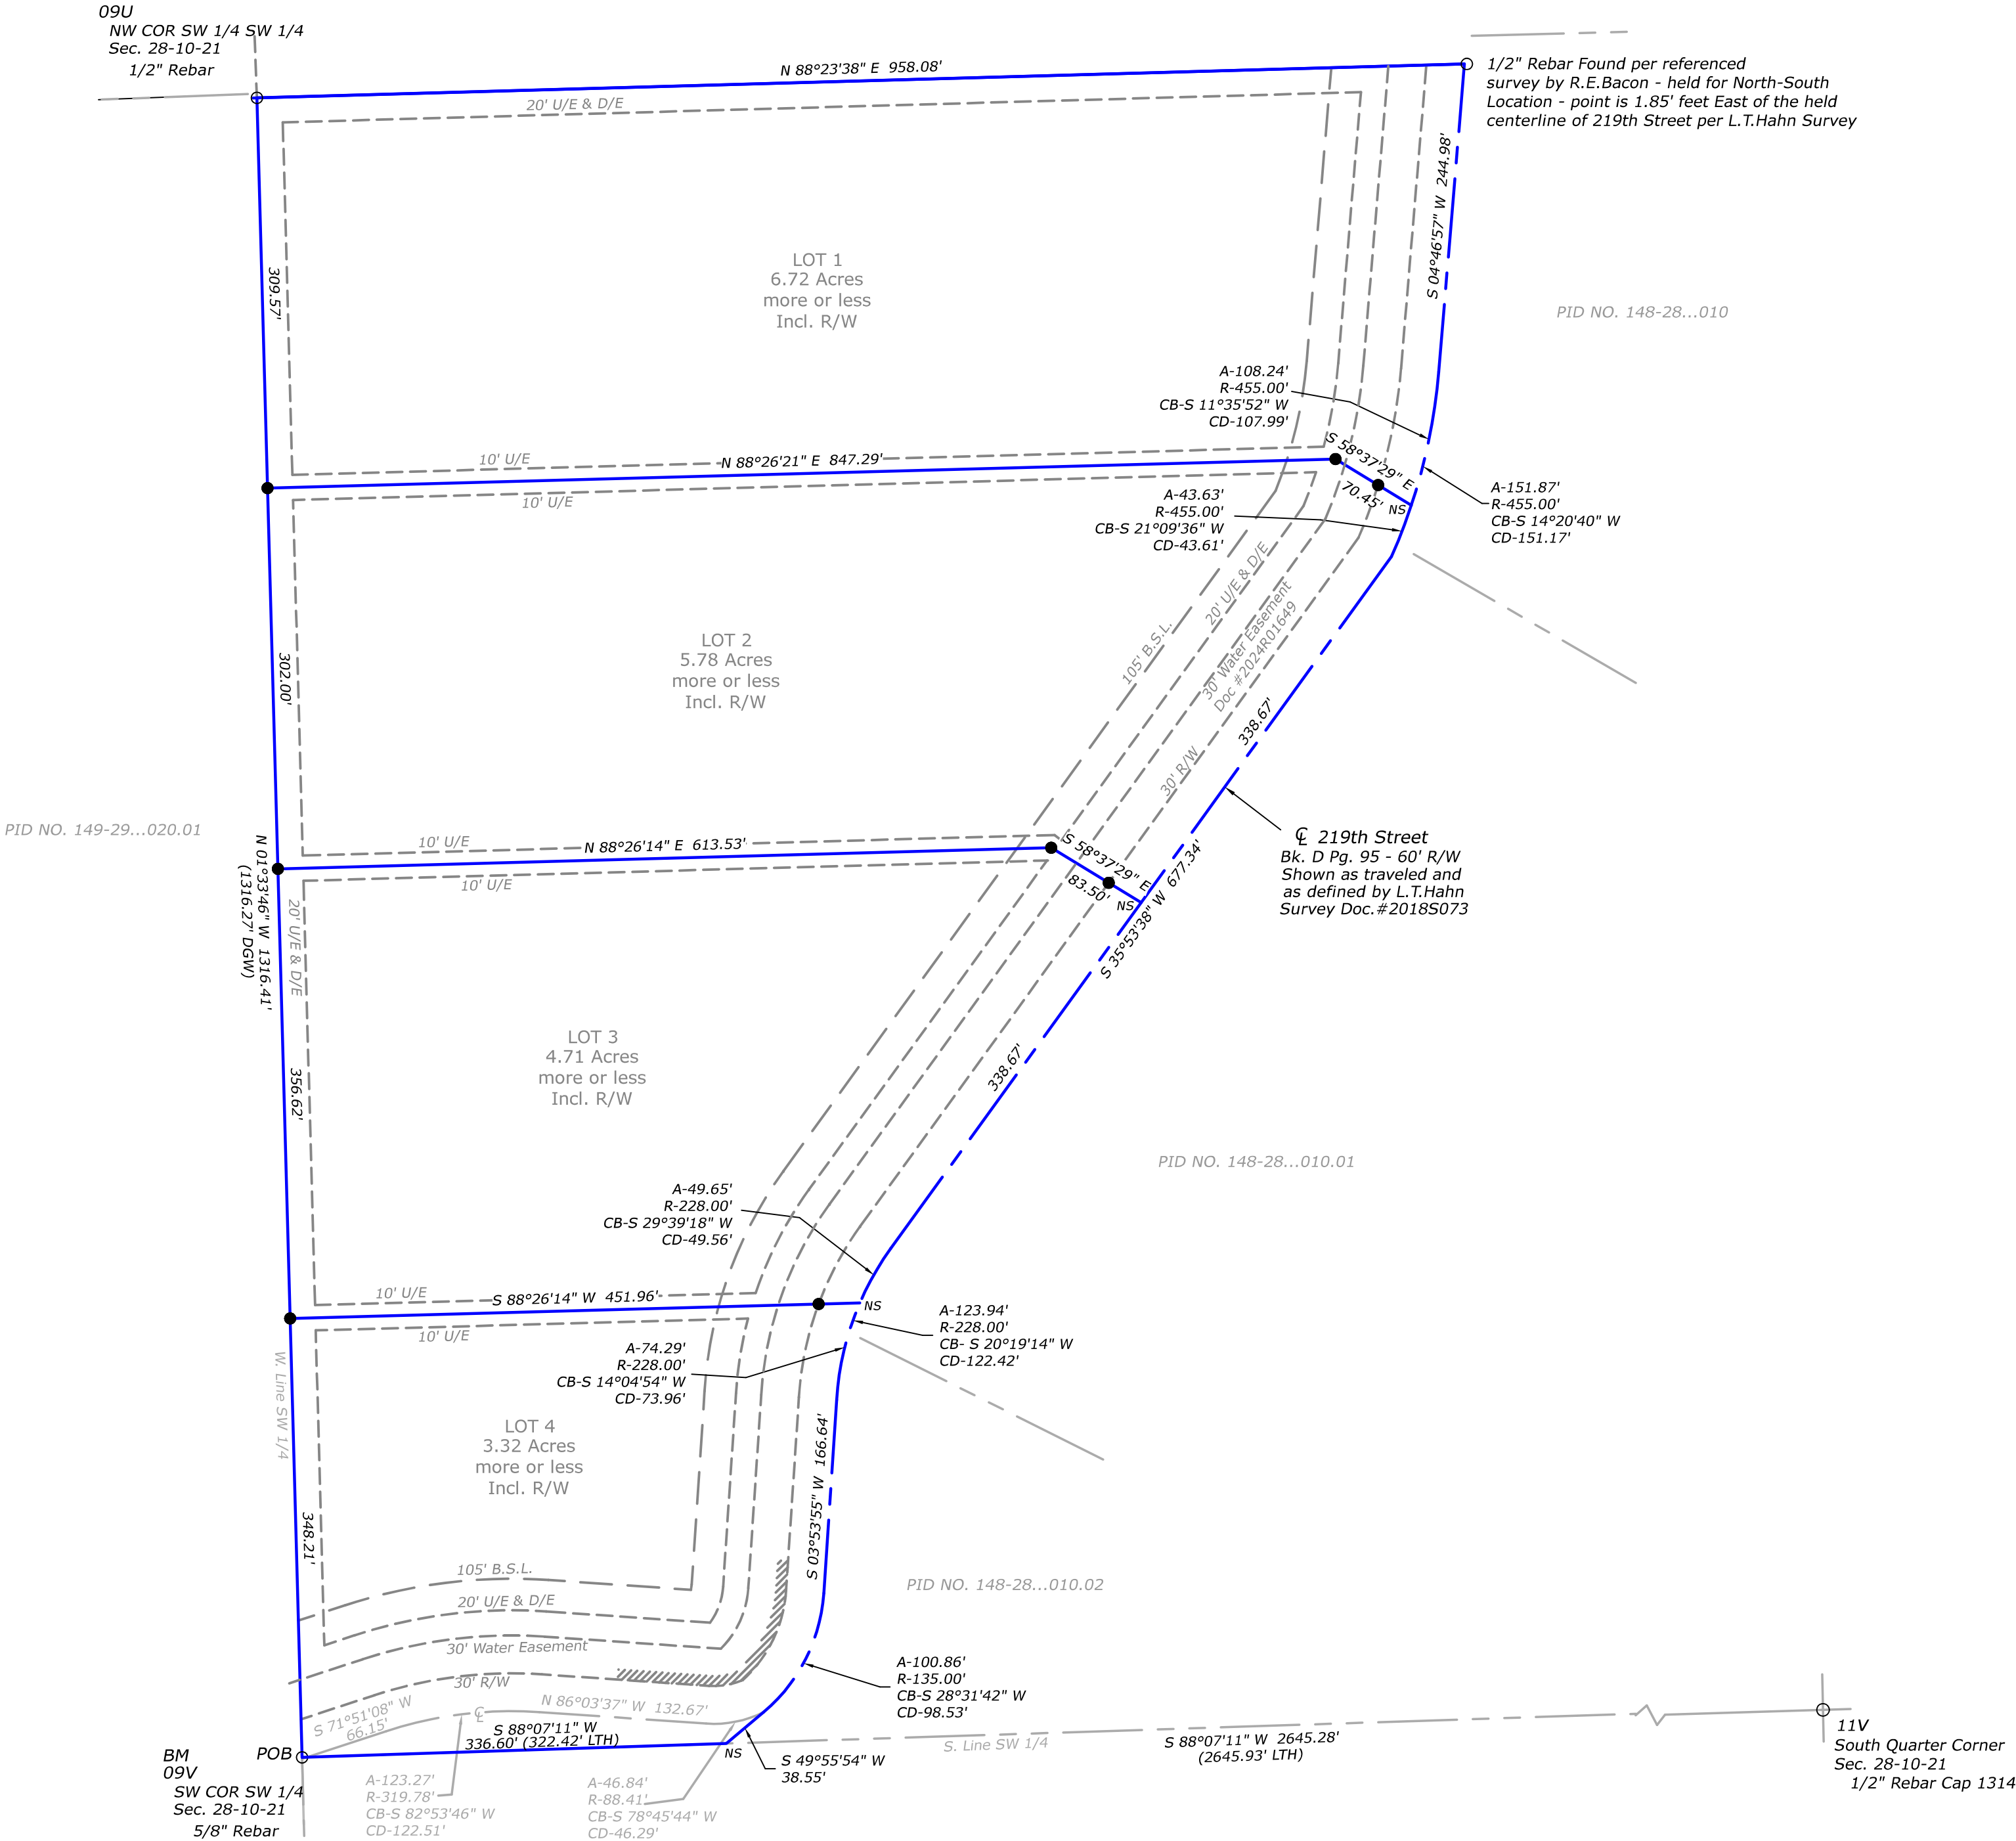 09U
NW COR SW 1/4 SW 1/4
Sec. 28-10-21
1/2" Rebar
N 88°23'38" E  958.08'
1/2" Rebar Found per referenced
survey by R.E.Bacon - held for North-South
Location - point is 1.85' feet East of the held
centerline of 219th Street per L.T.Hahn Survey
20' U/E & D/E
S 04°46'57" W  244.98'
309.57'
LOT 1
6.72 Acres
more or less
Incl. R/W
PID NO. 148-28...010
A-108.24'
R-455.00'
CB-S 11°35'52" W
CD-107.99'
10' U/E
N 88°26'21" E  847.29'
10' U/E
S 58°37'29" E
70.45'
NS
A-43.63'
R-455.00'
CB-S 21°09'36" W
CD-43.61'
A-151.87'
R-455.00'
CB-S 14°20'40" W
CD-151.17'
302.00'
LOT 2
5.78 Acres
more or less
Incl. R/W
105' B.S.L.
20' U/E & D/E
30' Water Easement
Doc #2024R01649
30' R/W
338.67'
PID NO. 149-29...020.01
10' U/E
N 88°26'14" E  613.53'
10' U/E
S 58°37'29" E
83.50'
NS
S 35°53'38" W  677.34'
CL 219th Street
Bk. D Pg. 95 - 60' R/W
Shown as traveled and
as defined by L.T.Hahn
Survey Doc.#2018S073
N 01°33'46" W  1316.41'
(1316.27' DGW)
20' U/E & D/E
356.62'
LOT 3
4.71 Acres
more or less
Incl. R/W
338.67'
PID NO. 148-28...010.01
A-49.65'
R-228.00'
CB-S 29°39'18" W
CD-49.56'
10' U/E
S 88°26'14" W  451.96'
10' U/E
NS
A-123.94'
R-228.00'
CB- S 20°19'14" W
CD-122.42'
A-74.29'
R-228.00'
CB-S 14°04'54" W
CD-73.96'
W. Line SW 1/4
LOT 4
3.32 Acres
more or less
Incl. R/W
S 03°53'55" W  166.64'
348.21'
105' B.S.L.
20' U/E & D/E
30' Water Easement
30' R/W
PID NO. 148-28...010.02
A-100.86'
R-135.00'
CB-S 28°31'42" W
CD-98.53'
S 71°51'08" W
66.15'
CL
N 86°03'37" W  132.67'
S 88°07'11" W
336.60' (322.42' LTH)
NS
S 49°55'54" W
38.55'
S. Line SW 1/4
S 88°07'11" W  2645.28'
(2645.93' LTH)
11V
South Quarter Corner
Sec. 28-10-21
1/2" Rebar Cap 1314
POB
BM
09V
SW COR SW 1/4
Sec. 28-10-21
5/8" Rebar
A-123.27'
R-319.78'
CB-S 82°53'46" W
CD-122.51'
A-46.84'
R-88.41'
CB-S 78°45'44" W
CD-46.29'